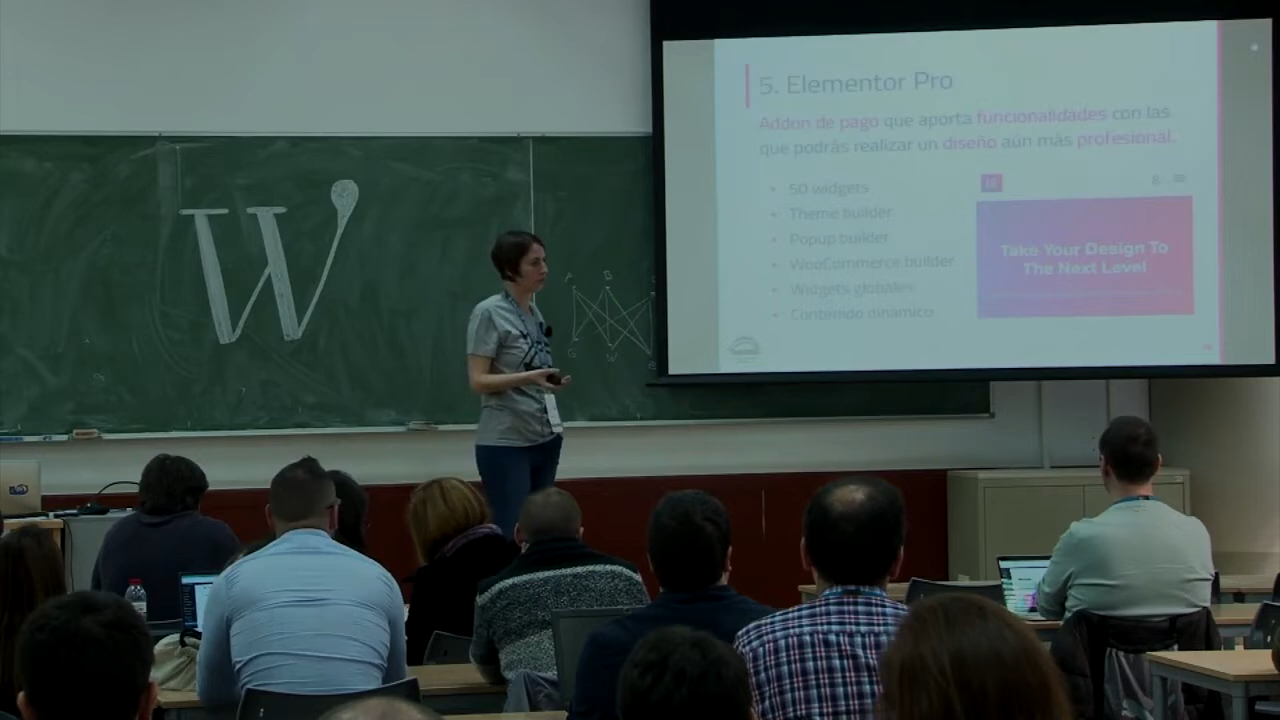 W
A
B
5. Elementor Pro
Addon de pago que aporta funcionalidades con las
que podrás realizar un diseño aún más profesional.
• 50 widgets
• Theme builder
• Popup builder
• WooCommerce builder
• Widgets globales
• Contenido dinámico
Take Your Design To
The Next Level